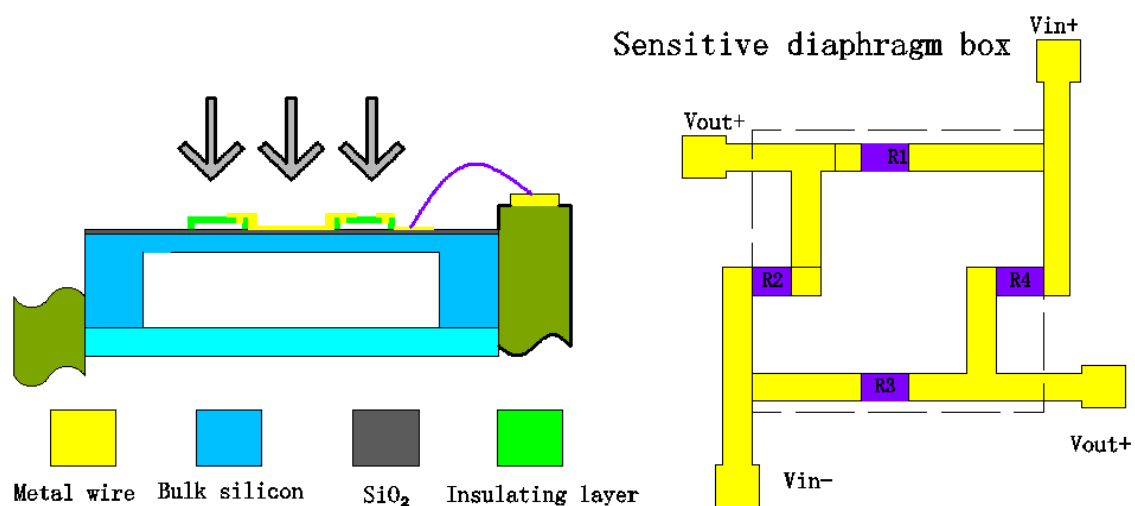 Sensitive diaphragm box
Vin+
Vout+
R1
R2
R4
R3
Vout+
Vin-
Metal wire
Bulk silicon
SiO₂
Insulating layer